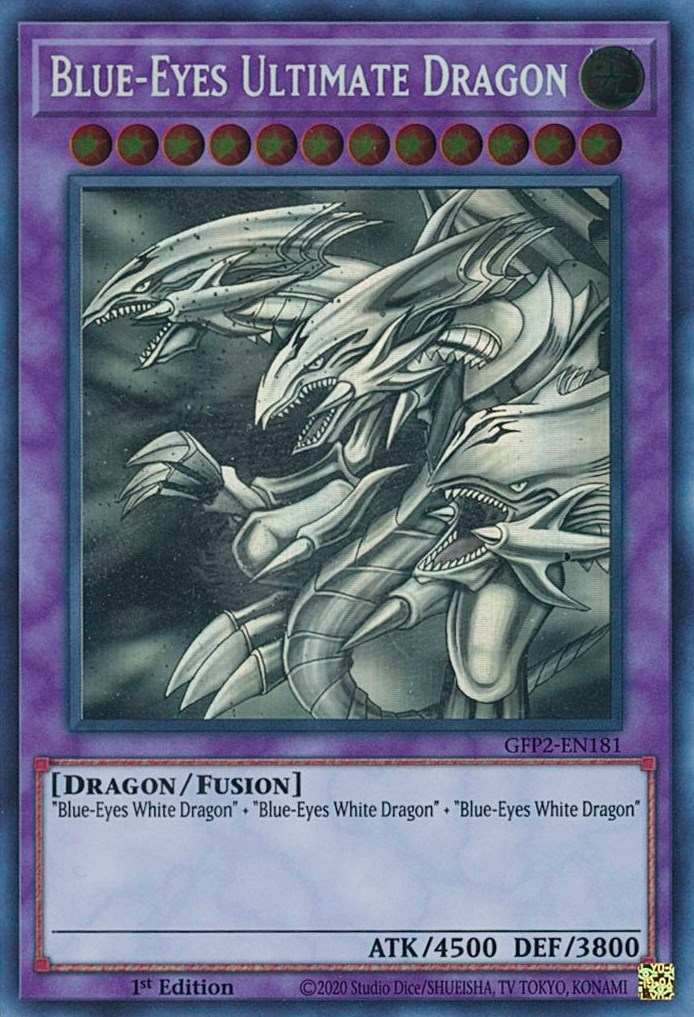 BLUE-EYES ULTIMATE DRAGON
GFP2-EN181
[DRAGON/FUSION]
"Blue-Eyes White Dragon" + "Blue-Eyes White Dragon" + "Blue-Eyes White Dragon"
ATK/4500 DEF/3800
1st Edition
©2020 Studio Dice/SHUEISHA, TV TOKYO, KONAMI